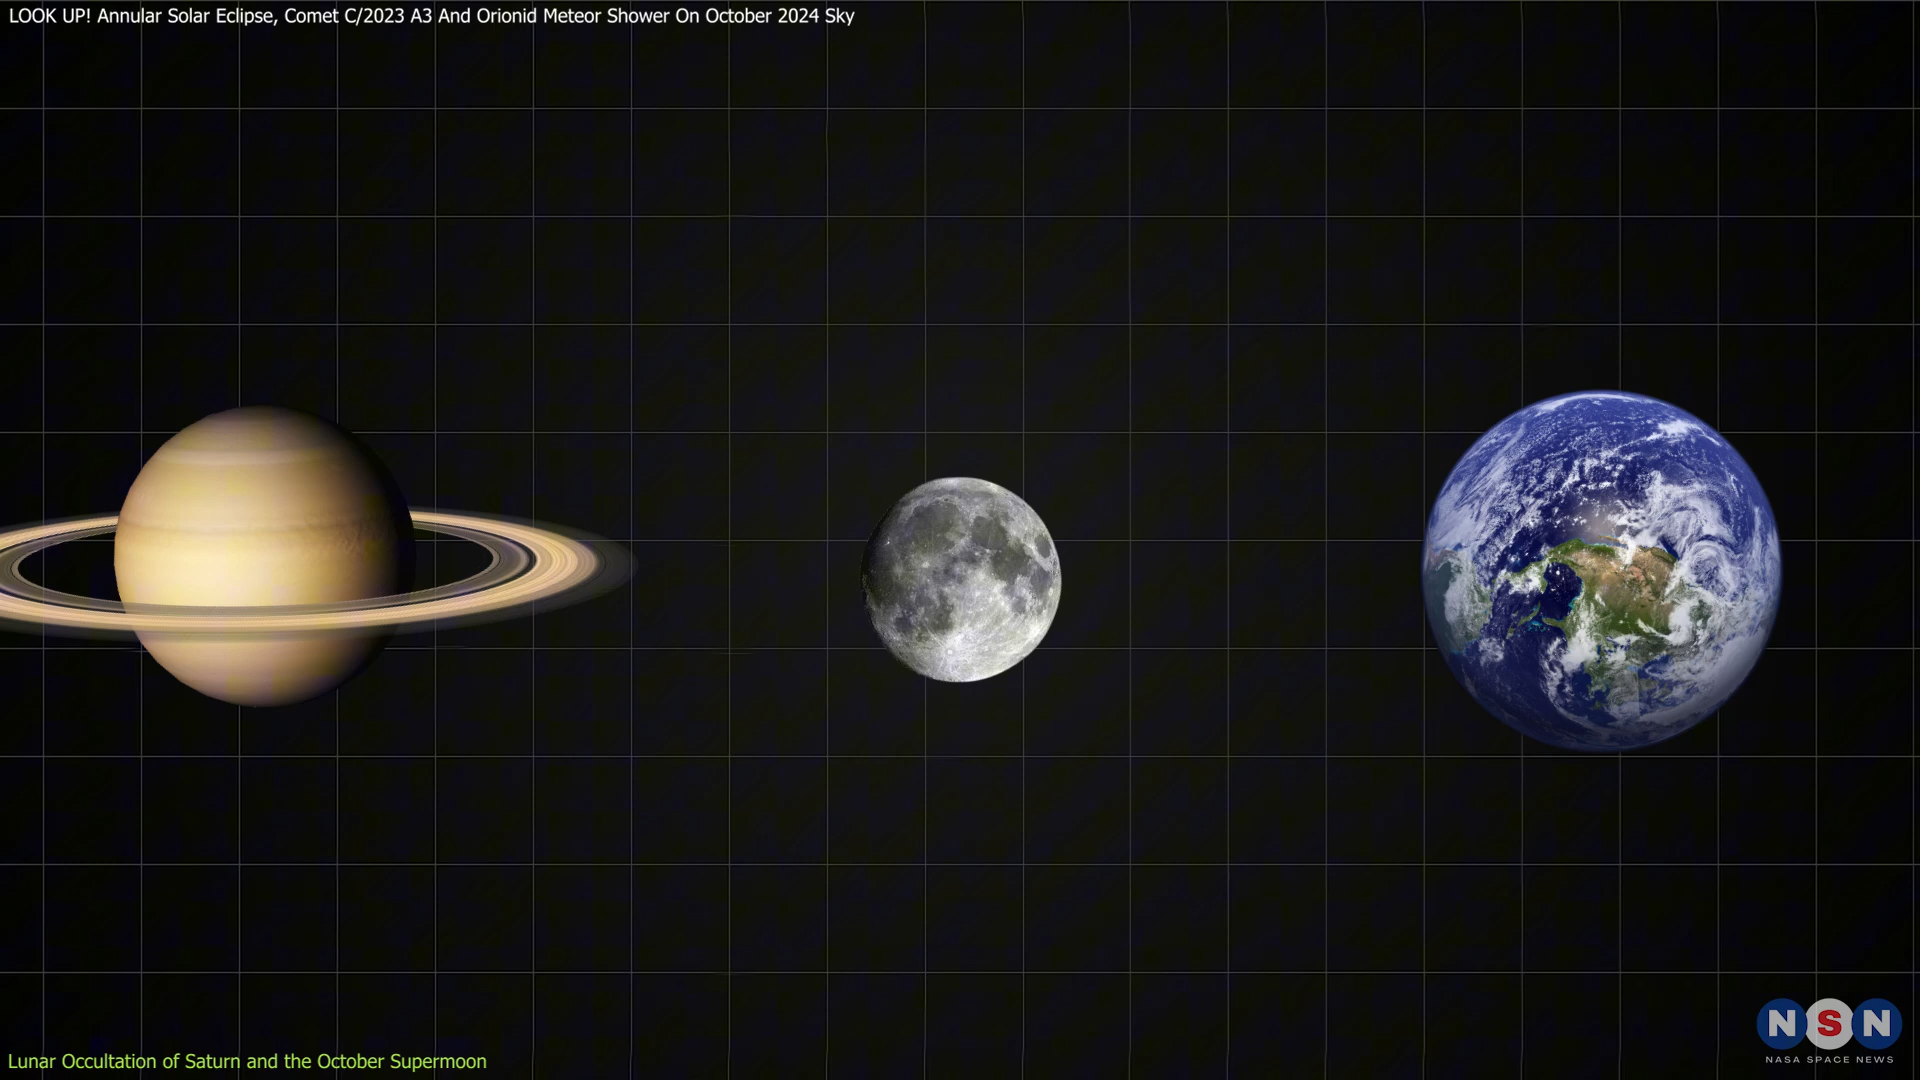 LOOK UP! Annular Solar Eclipse, Comet C/2023 A3 And Orionid Meteor Shower On October 2024 Sky
Lunar Occultation of Saturn and the October Supermoon
NSN
NASA SPACE NEWS